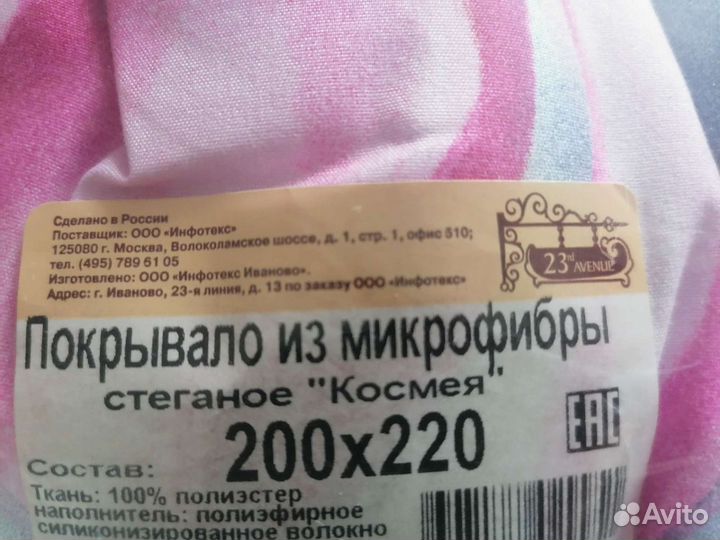 Сделано в России
Поставщик: ООО «Инфотекс»
125080 г. Москва, Волоколамское шоссе, д. 1, стр. 1, офис 510;
тел. (495) 789 61 05
Изготовлено: ООО «Инфотекс Иваново».
Адрес: г. Иваново, 23-я линия, д. 13 по заказу ООО «Инфотекс»
23rd AVENUE
Покрывало из микрофибры
стеганое "Космея"
200x220
EAC
Состав:
Ткань: 100% полиэстер
наполнитель: полиэфирное
силиконизированное волокно
Avito